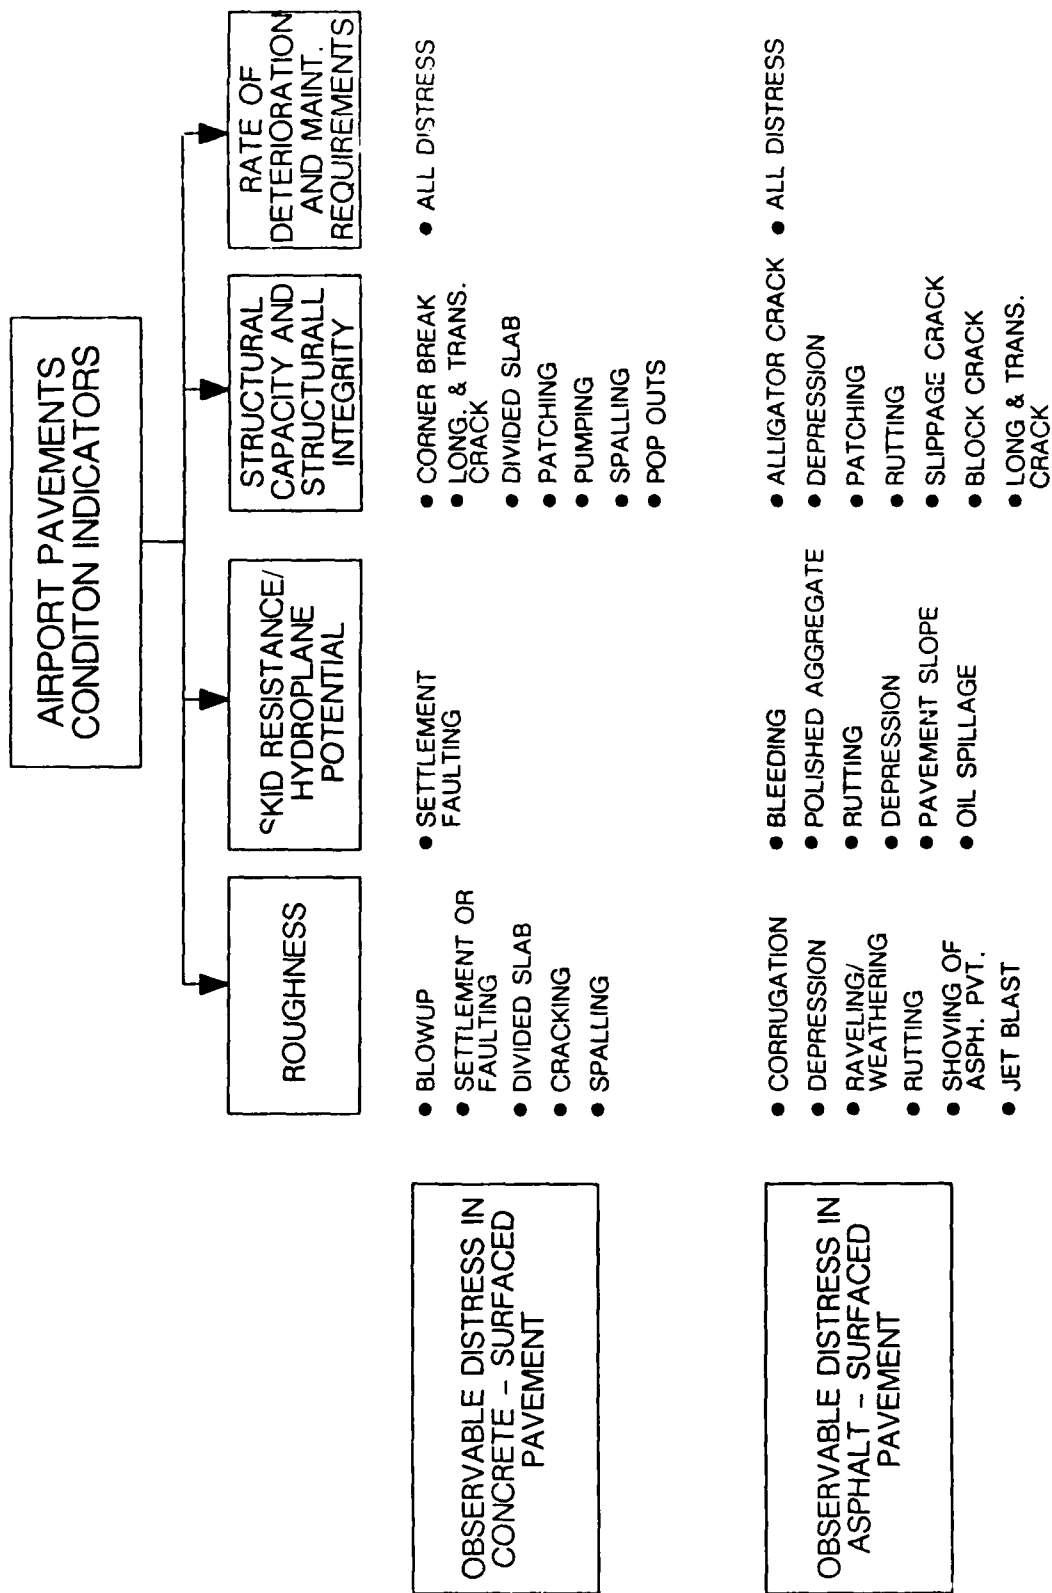 AIRPORT PAVEMENTS
CONDITON INDICATORS
ROUGHNESS
SKID RESISTANCE/
HYDROPLANE
POTENTIAL
STRUCTURAL
CAPACITY AND
STRUCTURALL
INTEGRITY
RATE OF
DETERIORATION
AND MAINT.
REQUIREMENTS
OBSERVABLE DISTRESS IN
CONCRETE – SURFACED
PAVEMENT
● BLOWUP
● SETTLEMENT OR
FAULTING
● DIVIDED SLAB
● CRACKING
● SPALLING
● SETTLEMENT
FAULTING
● CORNER BREAK
● LONG. & TRANS.
CRACK
● DIVIDED SLAB
● PATCHING
● PUMPING
● SPALLING
● POP OUTS
● ALL DISTRESS
OBSERVABLE DISTRESS IN
ASPHALT – SURFACED
PAVEMENT
● CORRUGATION
● DEPRESSION
● RAVELING/
WEATHERING
● RUTTING
● SHOVING OF
ASPH. PVT.
● JET BLAST
● BLEEDING
● POLISHED AGGREGATE
● RUTTING
● DEPRESSION
● PAVEMENT SLOPE
● OIL SPILLAGE
● ALLIGATOR CRACK
● DEPRESSION
● PATCHING
● RUTTING
● SLIPPAGE CRACK
● BLOCK CRACK
● LONG & TRANS.
CRACK
● ALL DISTRESS